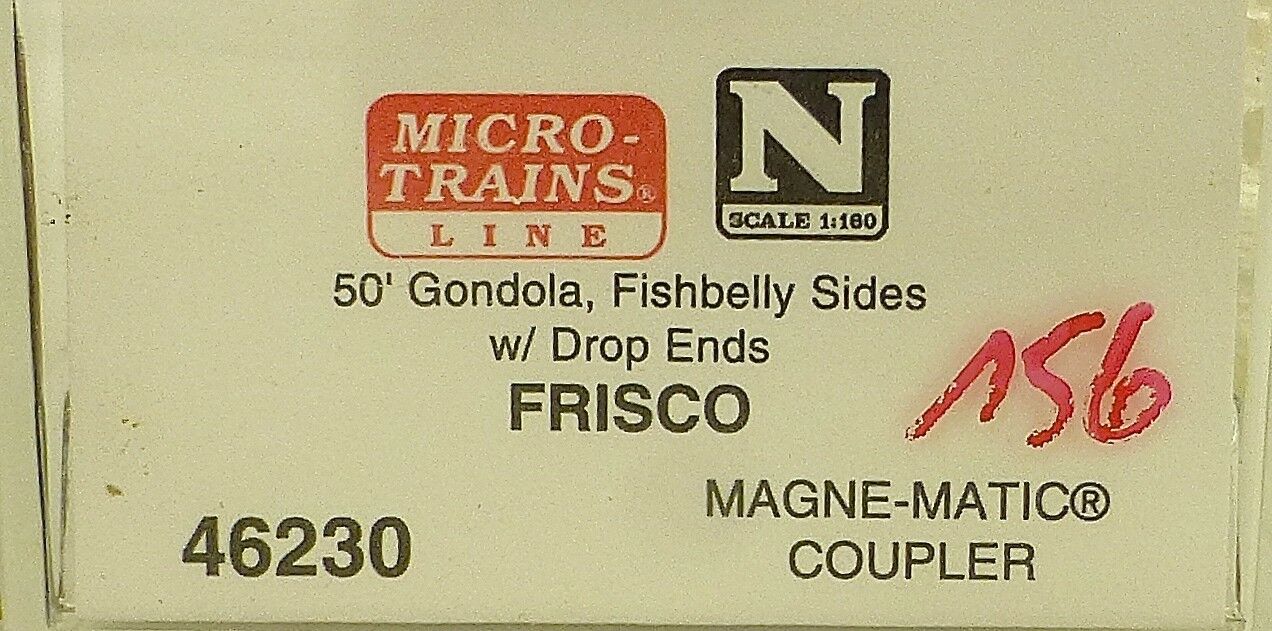 MICRO-
TRAINS®
LINE
N
SCALE 1:160
50' Gondola, Fishbelly Sides
w/ Drop Ends
FRISCO
156
46230
MAGNE-MATIC®
COUPLER